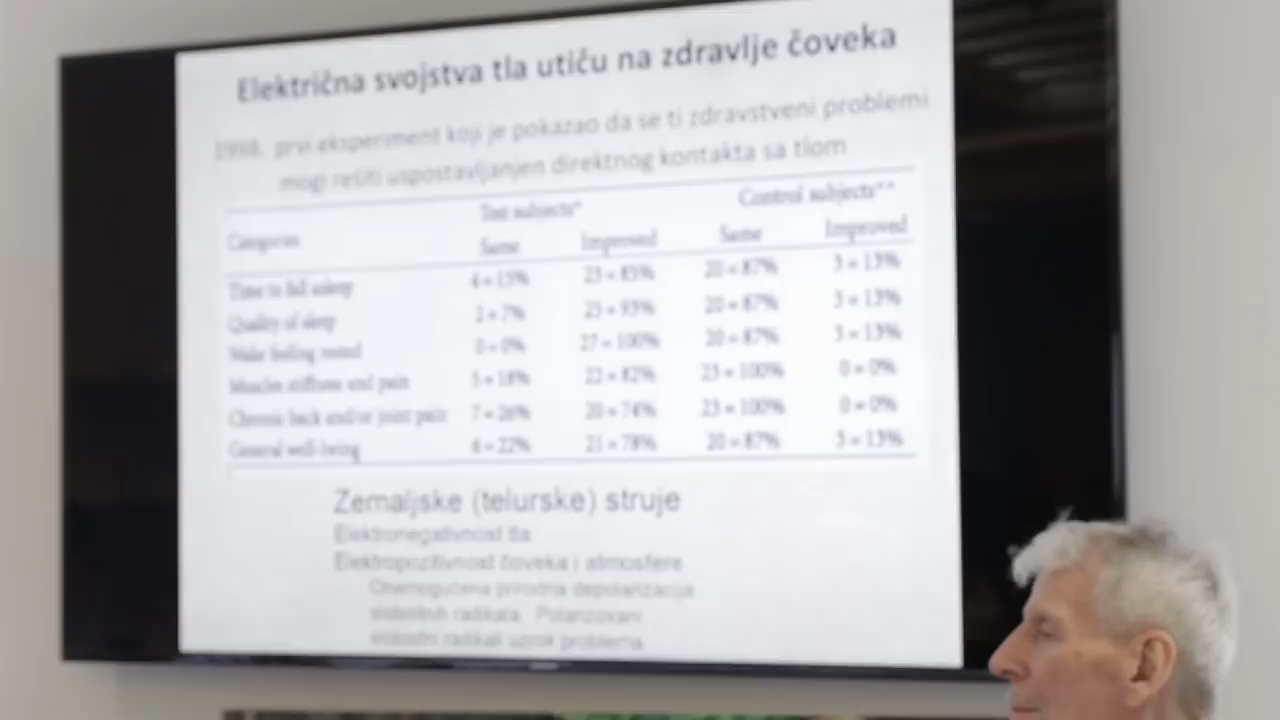 Električna svojstva tla utiču na zdravlje čoveka
1998. prvi eksperiment koji je pokazao da se ti zdravstveni problemi
mogi rešiti uspostavljanjen direktnog kontakta sa tlom
Test subjects* Control subjects**
Categories Same Improved Same Improved
Time to fall asleep 4 = 15% 23 = 85% 20 = 87% 3 = 13%
Quality of sleep 2 = 7% 25 = 93% 20 = 87% 3 = 13%
Wake feeling rested 0 = 0% 27 = 100% 20 = 87% 3 = 13%
Muscles stiffness and pain 5 = 18% 22 = 82% 23 = 100% 0 = 0%
Chronic back and/or joint pain 7 = 26% 20 = 74% 23 = 100% 0 = 0%
General well-being 6 = 22% 21 = 78% 20 = 87% 3 = 13%
Zemaljske (telurske) struje
Elektronegativnost tla
Elektropozitivnost čoveka i atmosfere
prirodna depolarizacija
slobodnih radikala. Polarizovani
slobodni radikali uzrok problema